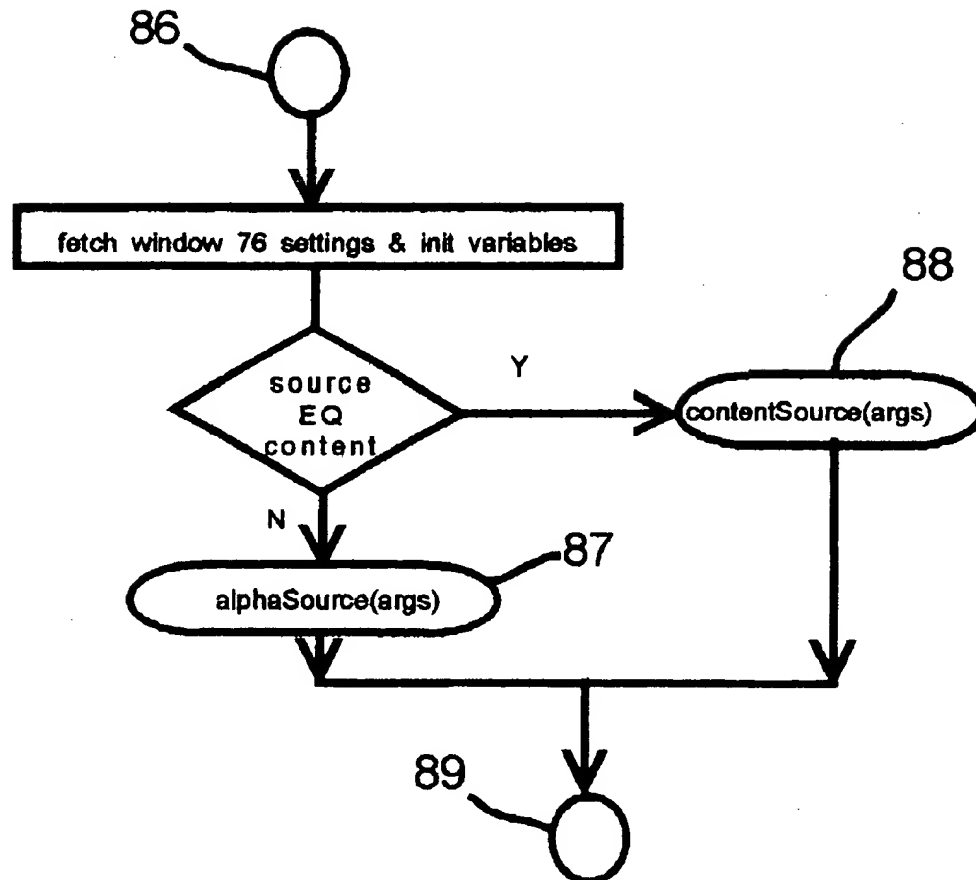 86
fetch window 76 settings & init variables
88
source
EQ
content
Y
contentSource(args)
N
87
alphaSource(args)
89